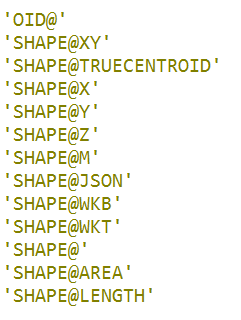 'OID@'
'SHAPE@XY'
'SHAPE@TRUECENTROID'
'SHAPE@X'
'SHAPE@Y'
'SHAPE@Z'
'SHAPE@M'
'SHAPE@JSON'
'SHAPE@WKB'
'SHAPE@WKT'
'SHAPE@'
'SHAPE@AREA'
'SHAPE@LENGTH'